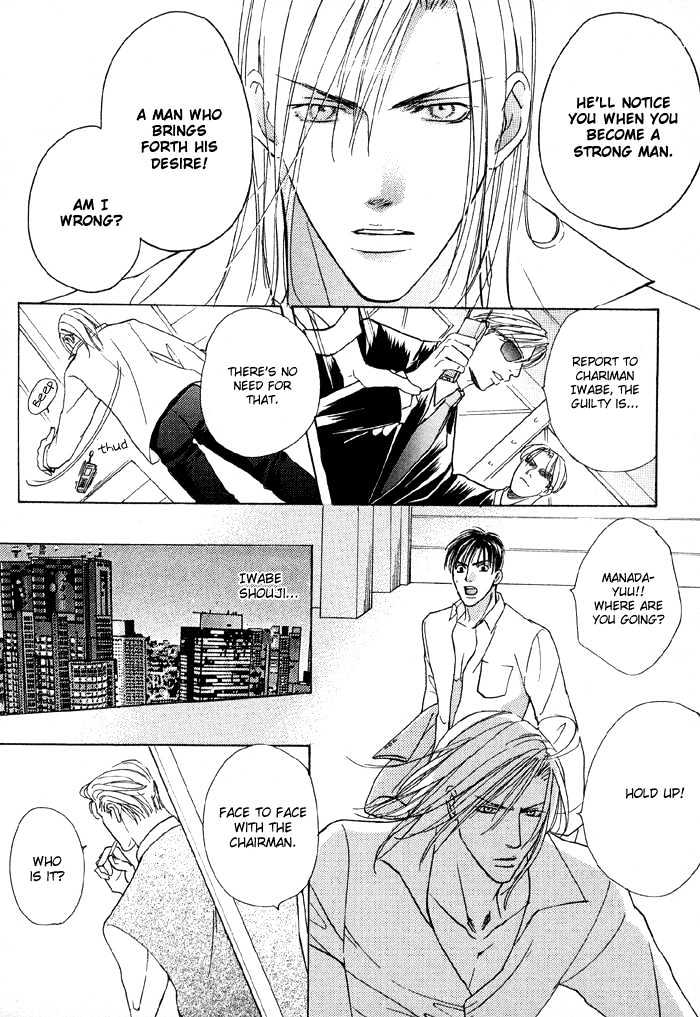 HE'LL NOTICE
YOU WHEN YOU
BECOME A
STRONG MAN.
A MAN WHO
BRINGS
FORTH HIS
DESIRE!
AM I
WRONG?
REPORT TO
CHARIMAN
IWABE, THE
GUILTY IS...
THERE'S NO
NEED FOR
THAT.
BEEP
thud
MANADA-
YUU!!
WHERE ARE
YOU GOING?
IWABE
SHOUJI...
HOLD UP!
FACE TO FACE
WITH THE
CHAIRMAN.
WHO
IS IT?